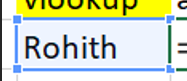 vlookup
Rohith =